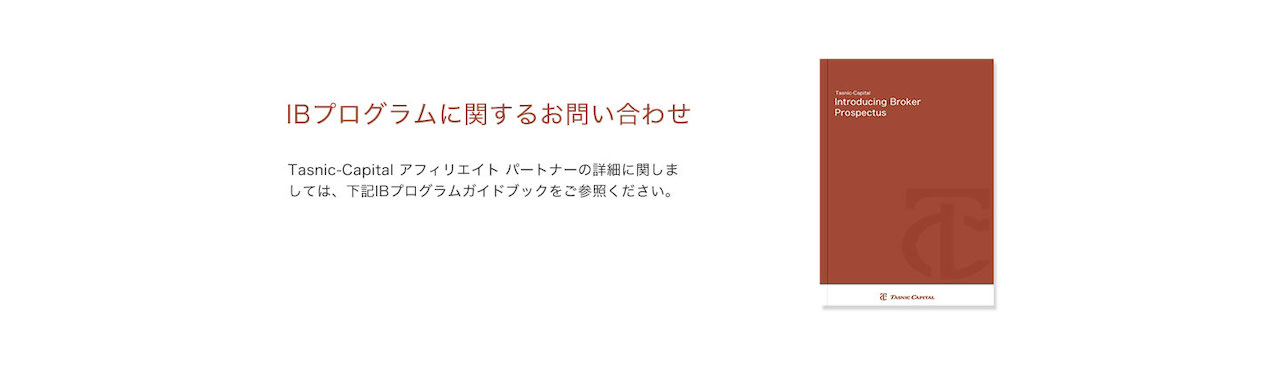 IBプログラムに関するお問い合わせ
Tasnic-Capital アフィリエイト パートナーの詳細に関しま
しては、下記IBプログラムガイドブックをご参照ください。
Tasnic-Capital
Introducing Broker
Prospectus
TASNIC CAPITAL